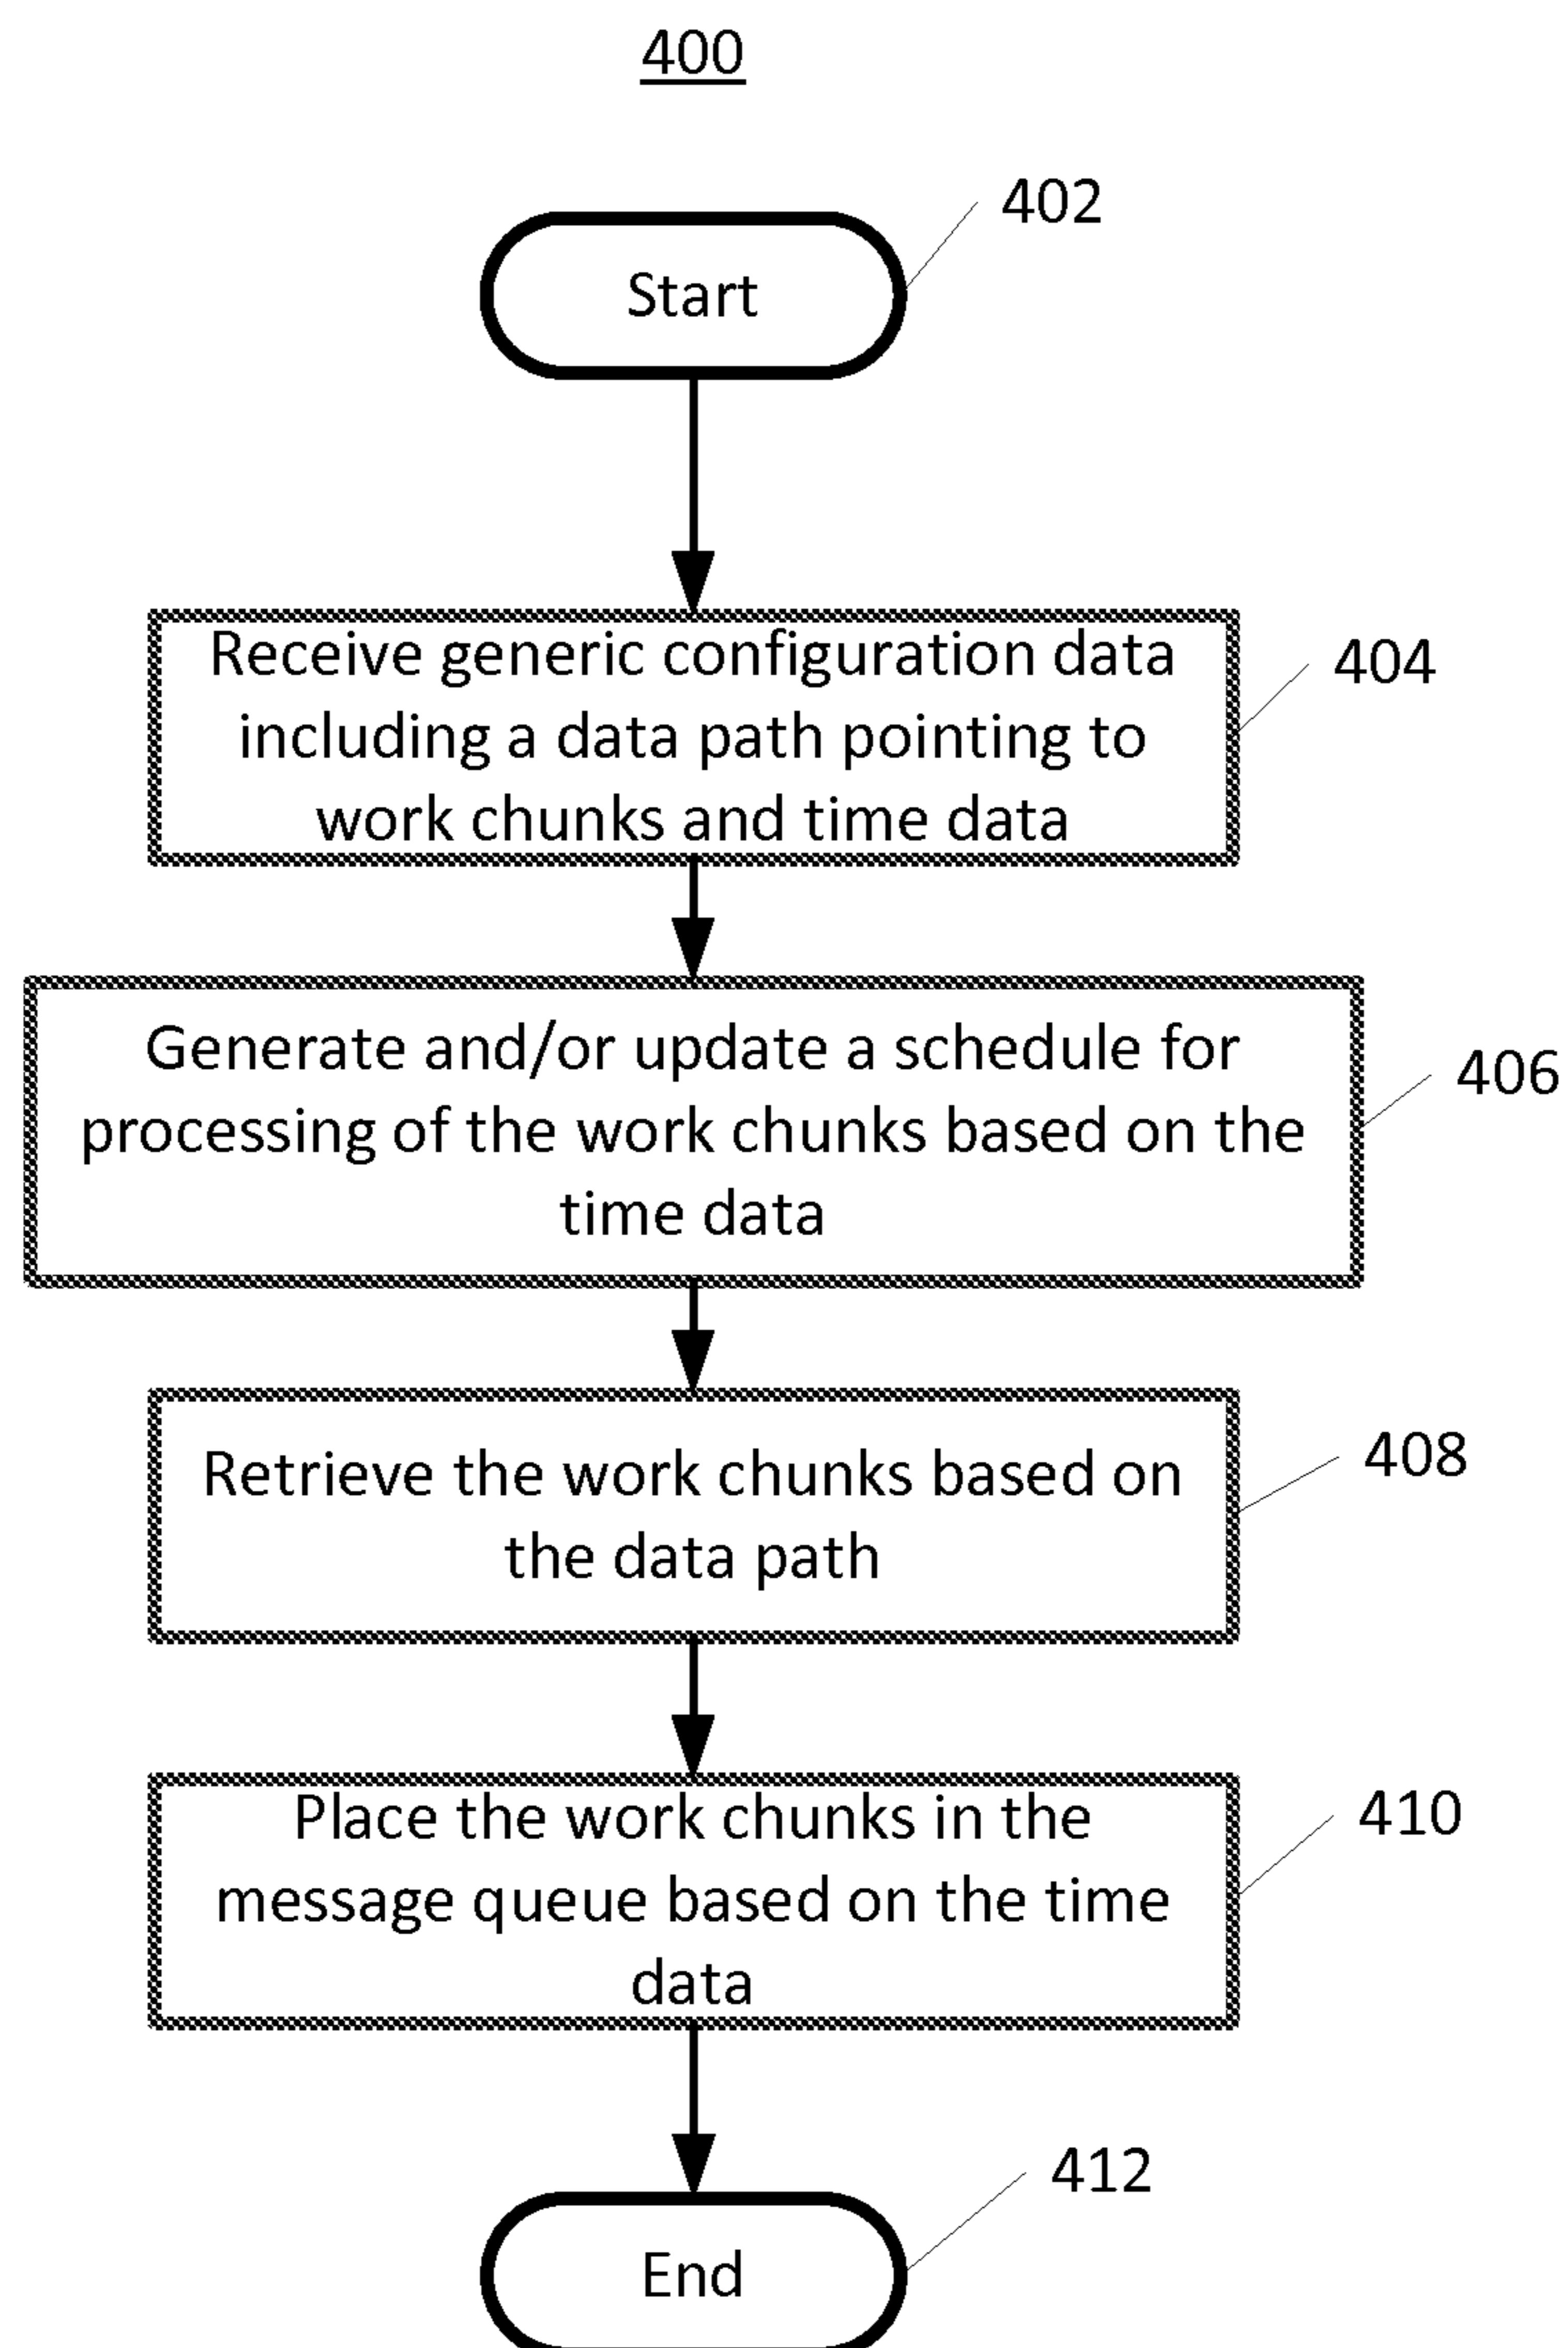 400
402
Start
Receive generic configuration data
including a data path pointing to
work chunks and time data
404
Generate and/or update a schedule for
processing of the work chunks based on the
time data
406
Retrieve the work chunks based on
the data path
408
Place the work chunks in the
message queue based on the time
data
410
412
End